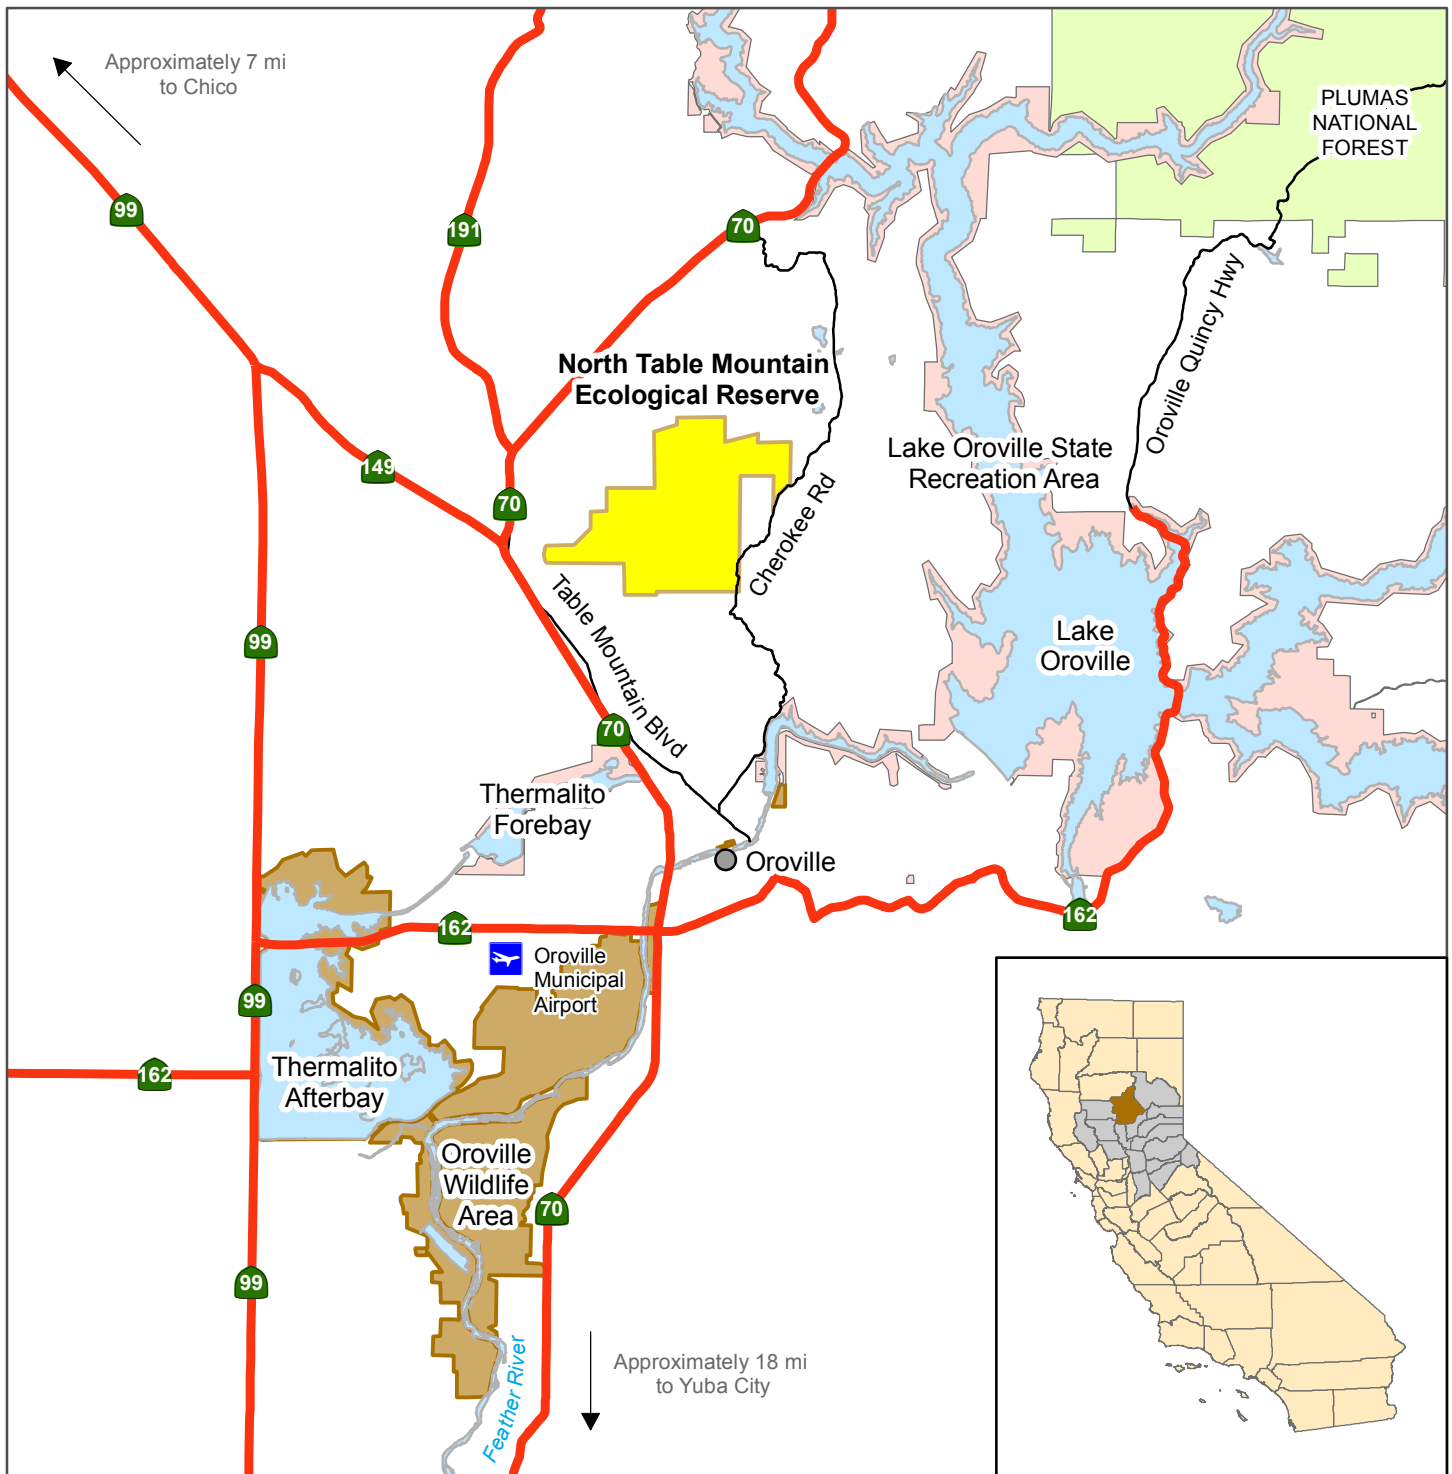 Approximately 7 mi
to Chico
PLUMAS
NATIONAL
FOREST
99
191
70
Oroville Quincy Hwy
North Table Mountain
Ecological Reserve
149
70
Lake Oroville State
Recreation Area
Cherokee Rd
Table Mountain Blvd
99
Lake
Oroville
70
Thermalito
Forebay
Oroville
162
162
Oroville
Municipal
Airport
99
162
Thermalito
Afterbay
Oroville
Wildlife
Area
70
99
Feather River
Approximately 18 mi
to Yuba City